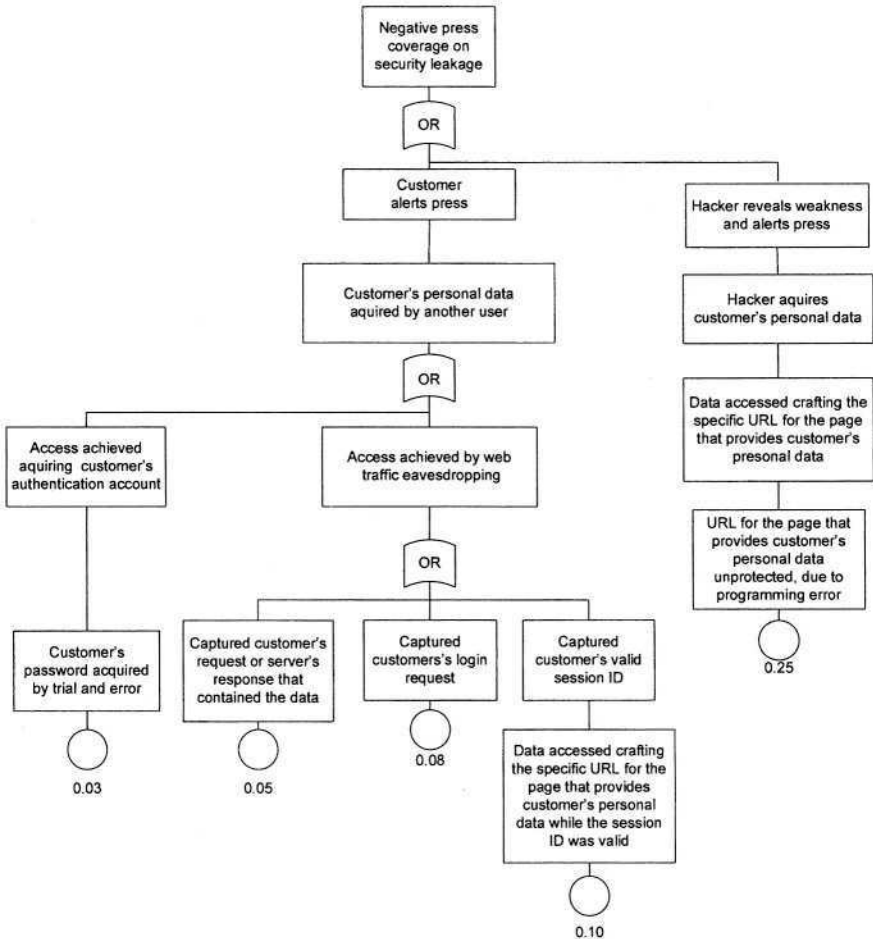 Negative press
coverage on
security leakage
OR
Customer
alerts press
Hacker reveals weakness
and alerts press
Customer's personal data
aquired by another user
Hacker aquires
customer's personal data
OR
Data accessed crafting the
specific URL for the page
that provides customer's
presonal data
Access achieved
aquiring customer's
authentication account
Access achieved by web
traffic eavesdropping
URL for the page that
provides customer's
personal data
unprotected, due to
programming error
OR
0.25
Customer's
password acquired
by trial and error
Captured customer's
request or server's
response that
contained the data
Captured
customers's login
request
Captured
customer's valid
session ID
0.03
0.05
0.08
Data accessed crafting
the specific URL for the
page that provides
customer's personal
data while the session
ID was valid
0.10